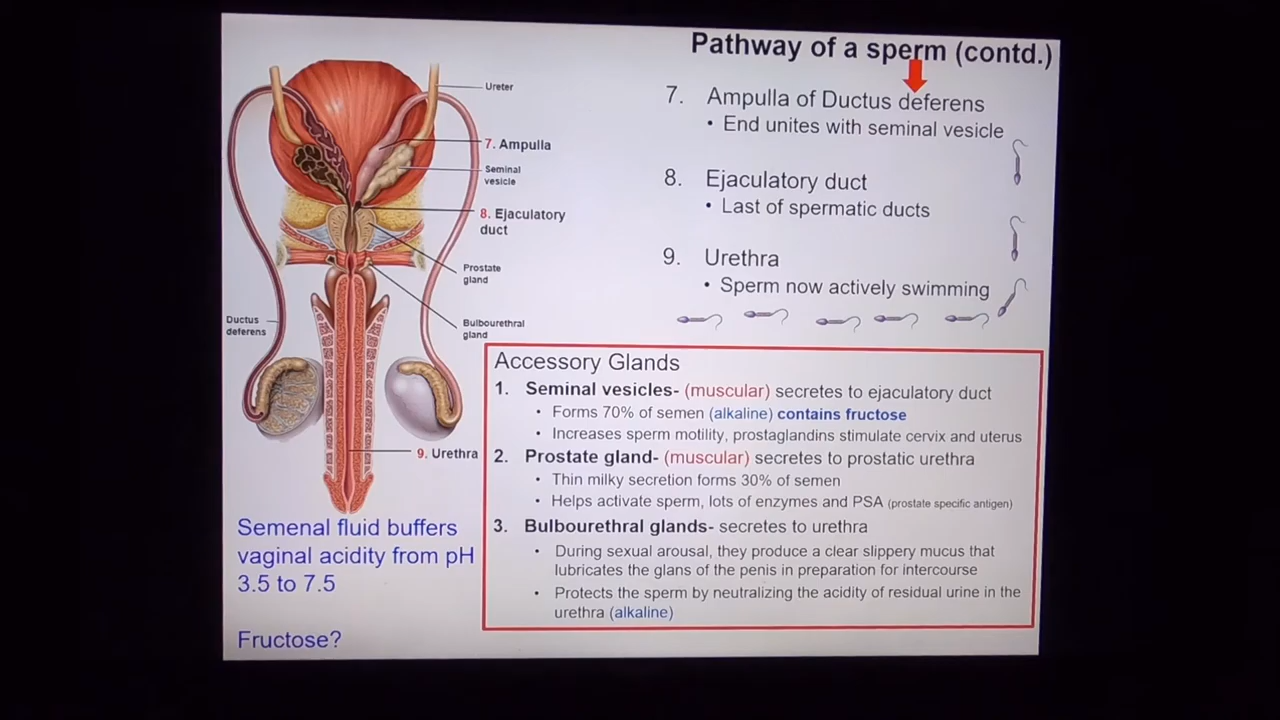 Pathway of a sperm (contd.)
7. Ampulla of Ductus deferens
• End unites with seminal vesicle
8. Ejaculatory duct
• Last of spermatic ducts
9. Urethra
• Sperm now actively swimming
Ureter
7. Ampulla
Seminal
vesicle
8. Ejaculatory
duct
Prostate
gland
Bulbourethral
gland
Ductus
deferens
9. Urethra
Semenal fluid buffers
vaginal acidity from pH
3.5 to 7.5
Fructose?
Accessory Glands
1. Seminal vesicles- (muscular) secretes to ejaculatory duct
• Forms 70% of semen (alkaline) contains fructose
• Increases sperm motility, prostaglandins stimulate cervix and uterus
2. Prostate gland- (muscular) secretes to prostatic urethra
• Thin milky secretion forms 30% of semen
• Helps activate sperm, lots of enzymes and PSA (prostate specific antigen)
3. Bulbourethral glands- secretes to urethra
• During sexual arousal, they produce a clear slippery mucus that
lubricates the glans of the penis in preparation for intercourse
• Protects the sperm by neutralizing the acidity of residual urine in the
urethra (alkaline)